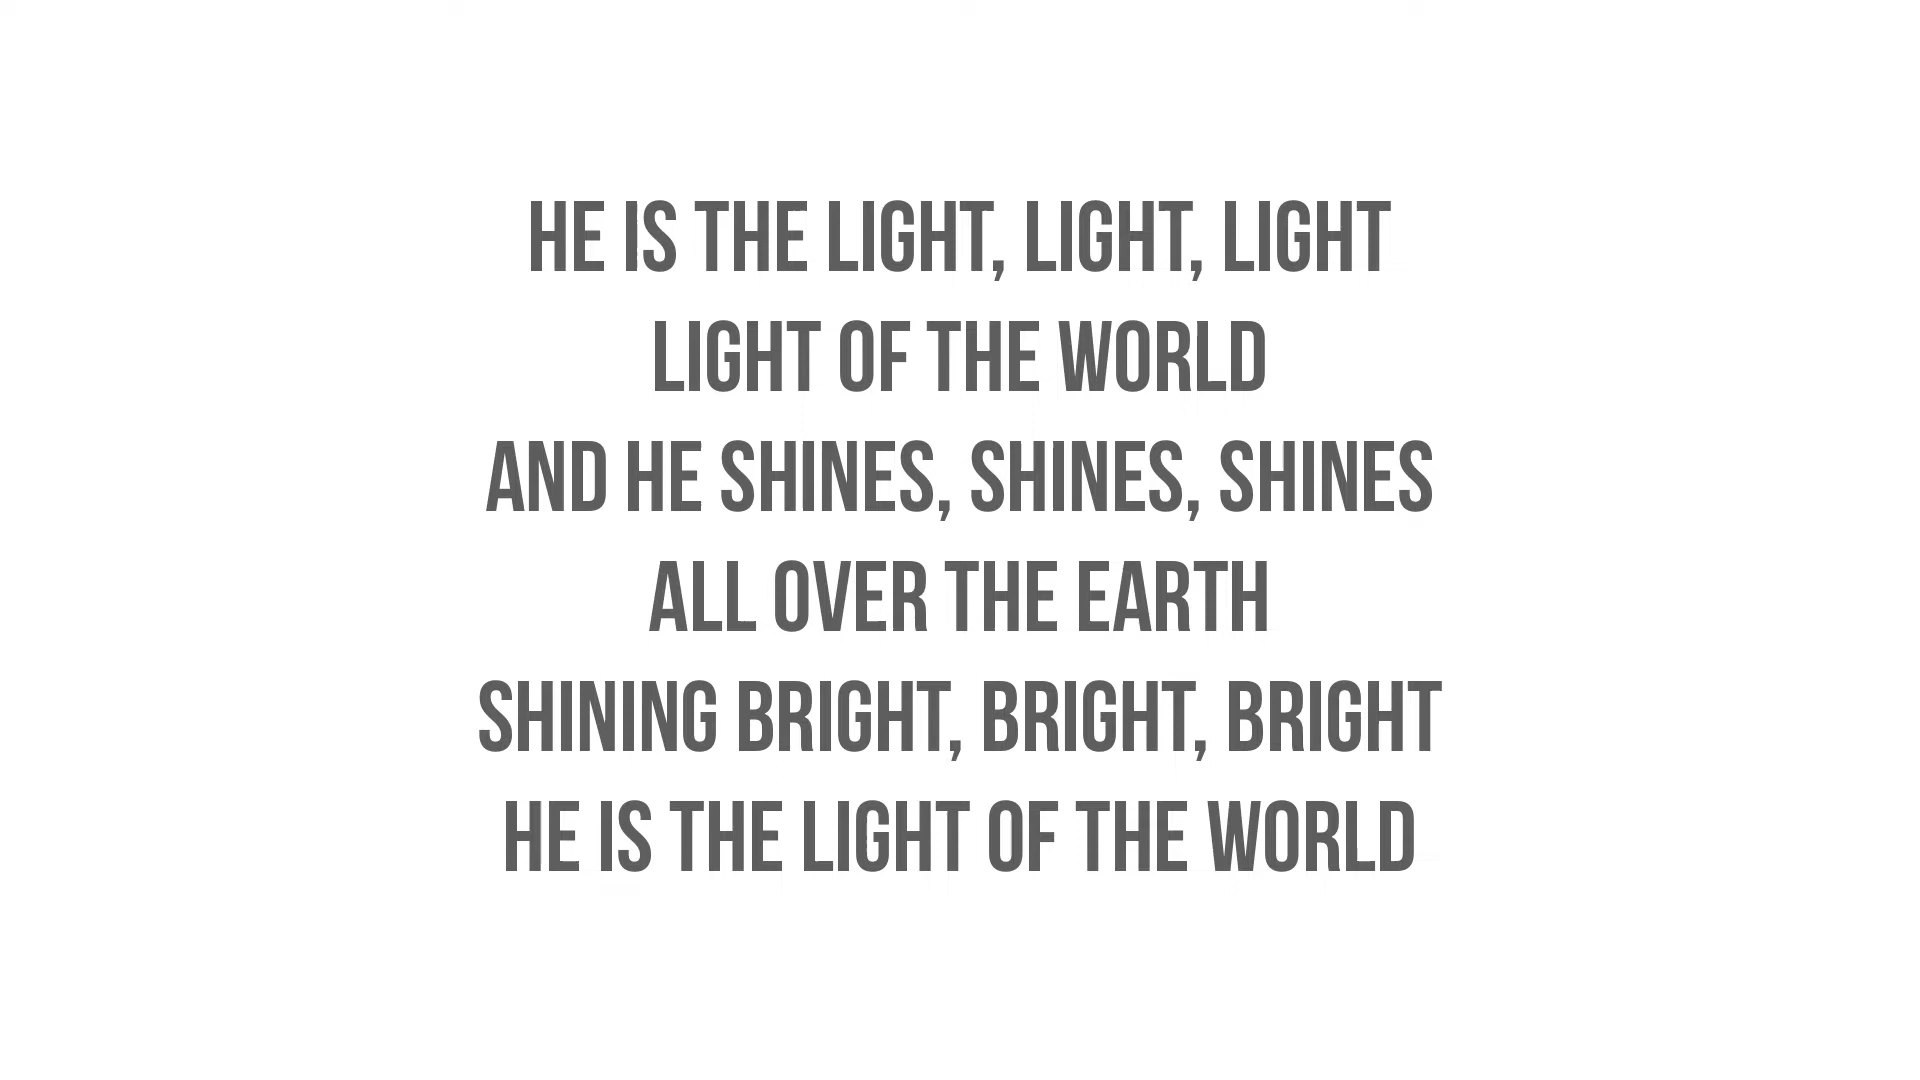 HE IS THE LIGHT, LIGHT, LIGHT
LIGHT OF THE WORLD
AND HE SHINES, SHINES, SHINES
ALL OVER THE EARTH
SHINING BRIGHT, BRIGHT, BRIGHT
HE IS THE LIGHT OF THE WORLD